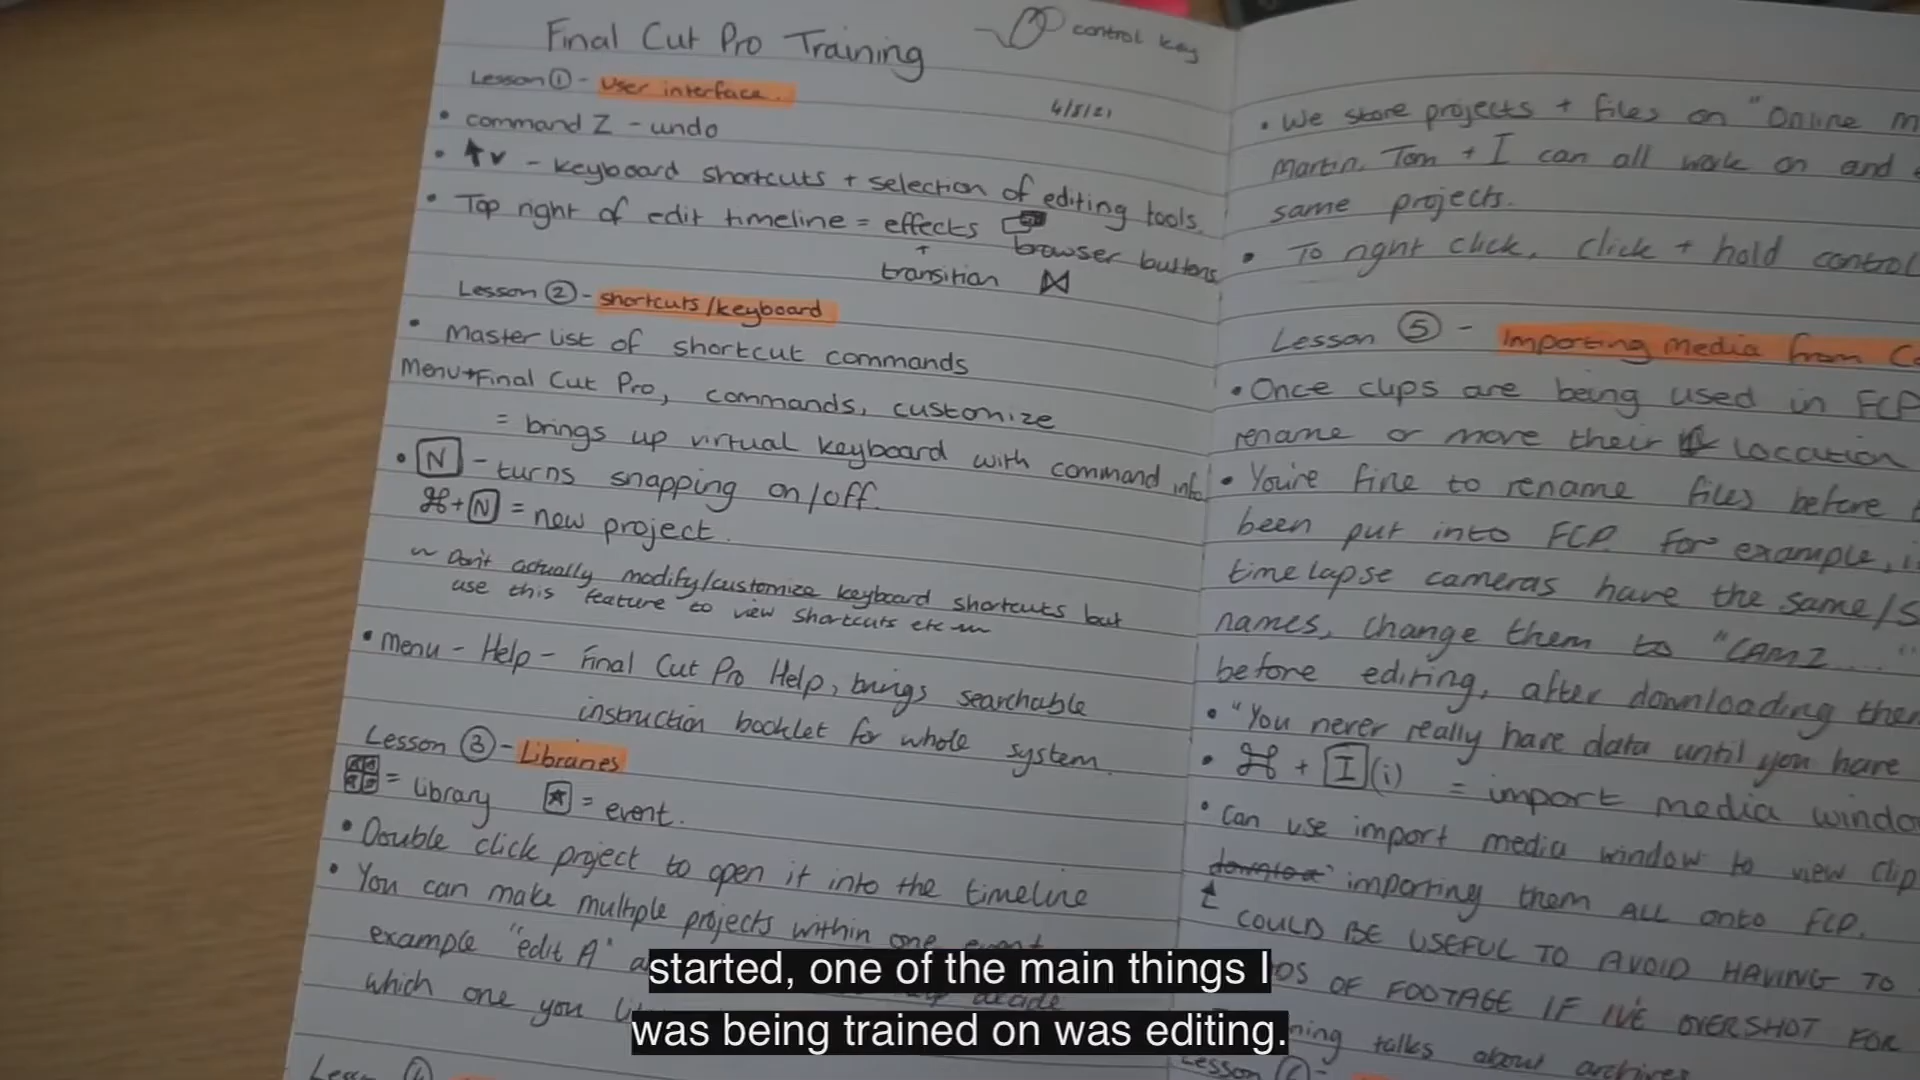 Final Cut Pro Training
control key
Lesson ① - User interface.
4/5/21
• command Z - undo
• - keyboard shortcuts + selection of editing tools.
• Top right of edit timeline = effects
browser buttons
+
transition
Lesson ② - shortcuts/keyboard
• Master list of shortcut commands
Menu→Final Cut Pro, commands, customize
= brings up virtual keyboard with command info
• N - turns snapping on/off.
⌘+N = new project.
~ Don't actually modify/customize keyboard shortcuts but
use this feature to view shortcuts etc ~
• Menu - Help - Final Cut Pro Help, brings searchable
instruction booklet for whole system.
Lesson ③ - Libraries
= library ★ = event.
• Double click project to open it into the timeline
• You can make multiple projects within one event
example "edit A"
which one you
Lesson ④
• We store projects + files on "Online
Martin, Tom + I can all work on and
same projects.
• To right click, click + hold control
Lesson ⑤ - Importing Media from
• Once clips are being used in FCP
rename or move their location
• You're fine to rename files before
been put into FCP. For example,
timelapse cameras have the same/
names, change them to "CAM2..."
before editing, after downloading
• "You never really have data until you have
• ⌘ + I (i) = import media
• Can use import media window to view
importing them ALL onto FCP.
COULD BE USEFUL TO AVOID HAVING TO
OF FOOTAGE IF I'VE OVERSHOT FOR
talks about archives
Lesson
started, one of the main things I
was being trained on was editing.